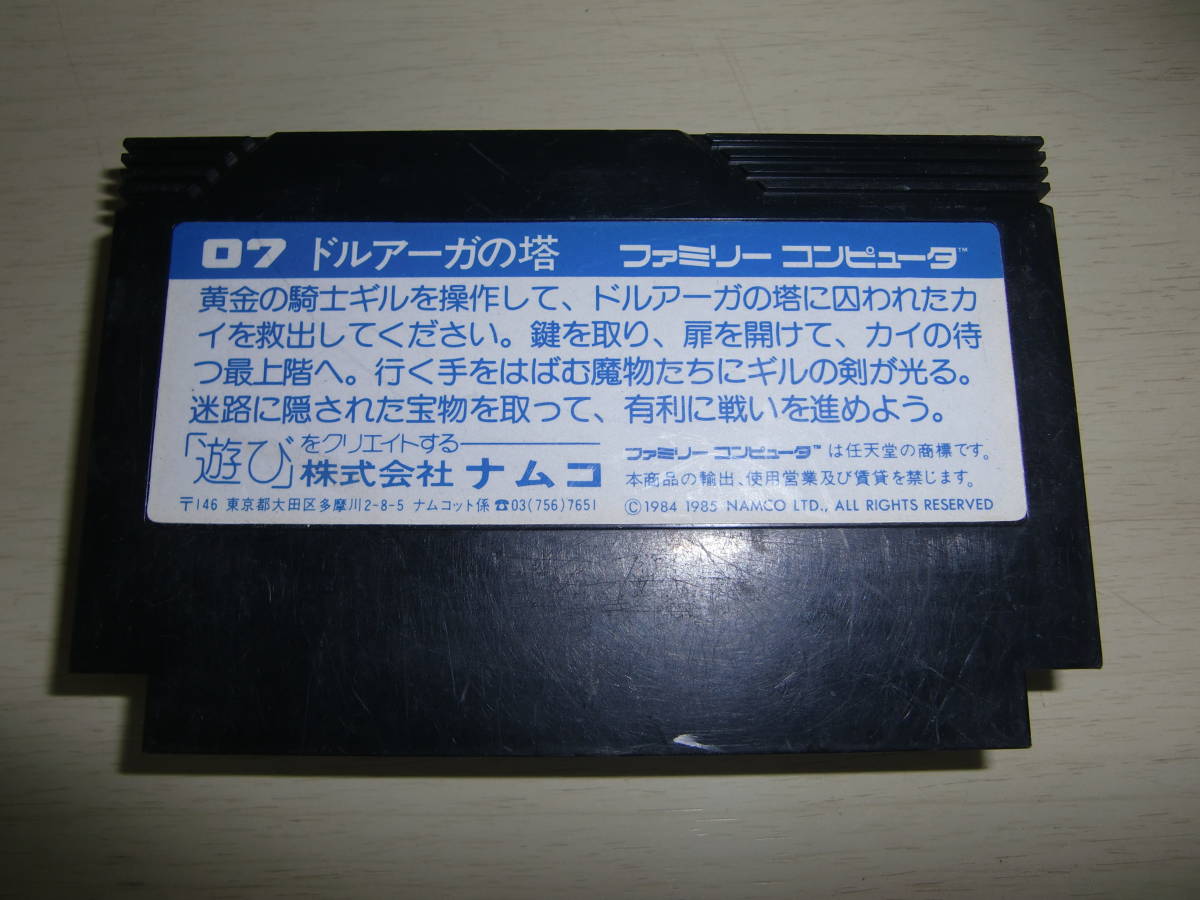 07 ドルアーガの塔 ファミリー コンピュータ™
黄金の騎士ギルを操作して、ドルアーガの塔に囚われたカ
イを救出してください。鍵を取り、扉を開けて、カイの待
つ最上階へ。行く手をはばむ魔物たちにギルの剣が光る。
迷路に隠された宝物を取って、有利に戦いを進めよう。
「遊び」をクリエイトする
株式会社 ナムコ
〒146 東京都大田区多摩川2-8-5 ナムコット係 ☎03(756)7651
ファミリー コンピュータ™ は任天堂の商標です。
本商品の輸出、使用営業及び賃貸を禁じます。
©1984 1985 NAMCO LTD., ALL RIGHTS RESERVED